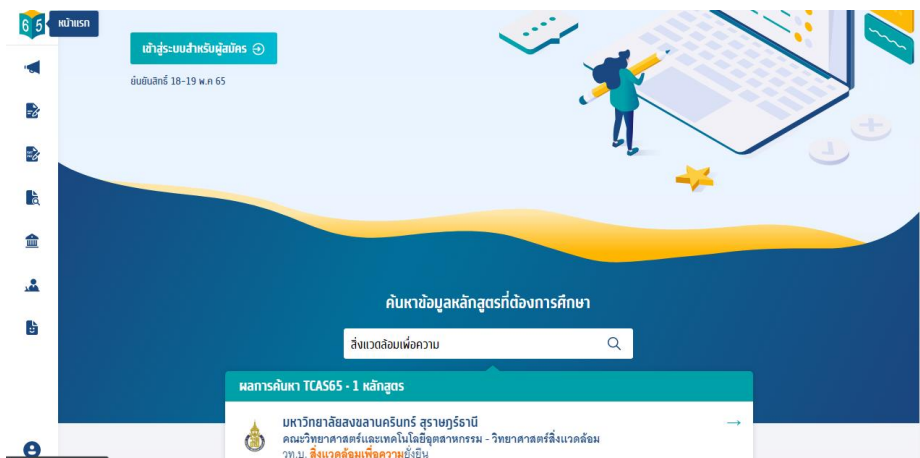 65
หน้าแรก
เข้าสู่ระบบสำหรับผู้สมัคร
ยืนยันสิทธิ์ 18-19 พ.ค 65
ค้นหาข้อมูลหลักสูตรที่ต้องการศึกษา
สิ่งแวดล้อมเพื่อความ
ผลการค้นหา TCAS65 - 1 หลักสูตร
มหาวิทยาลัยสงขลานครินทร์ สุราษฎร์ธานี
คณะวิทยาศาสตร์และเทคโนโลยีอุตสาหกรรม - วิทยาศาสตร์สิ่งแวดล้อม
วท.บ. สิ่งแวดล้อมเพื่อความยั่งยืน